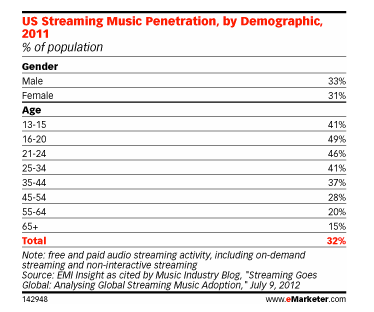 US Streaming Music Penetration, by Demographic,
2011
% of population
Gender
Male 33%
Female 31%
Age
13-15 41%
16-20 49%
21-24 46%
25-34 41%
35-44 37%
45-54 28%
55-64 20%
65+ 15%
Total 32%
Note: free and paid audio streaming activity, including on-demand
streaming and non-interactive streaming
Source: EMI Insight as cited by Music Industry Blog, "Streaming Goes
Global: Analysing Global Streaming Music Adoption," July 9, 2012
142948 www.eMarketer.com